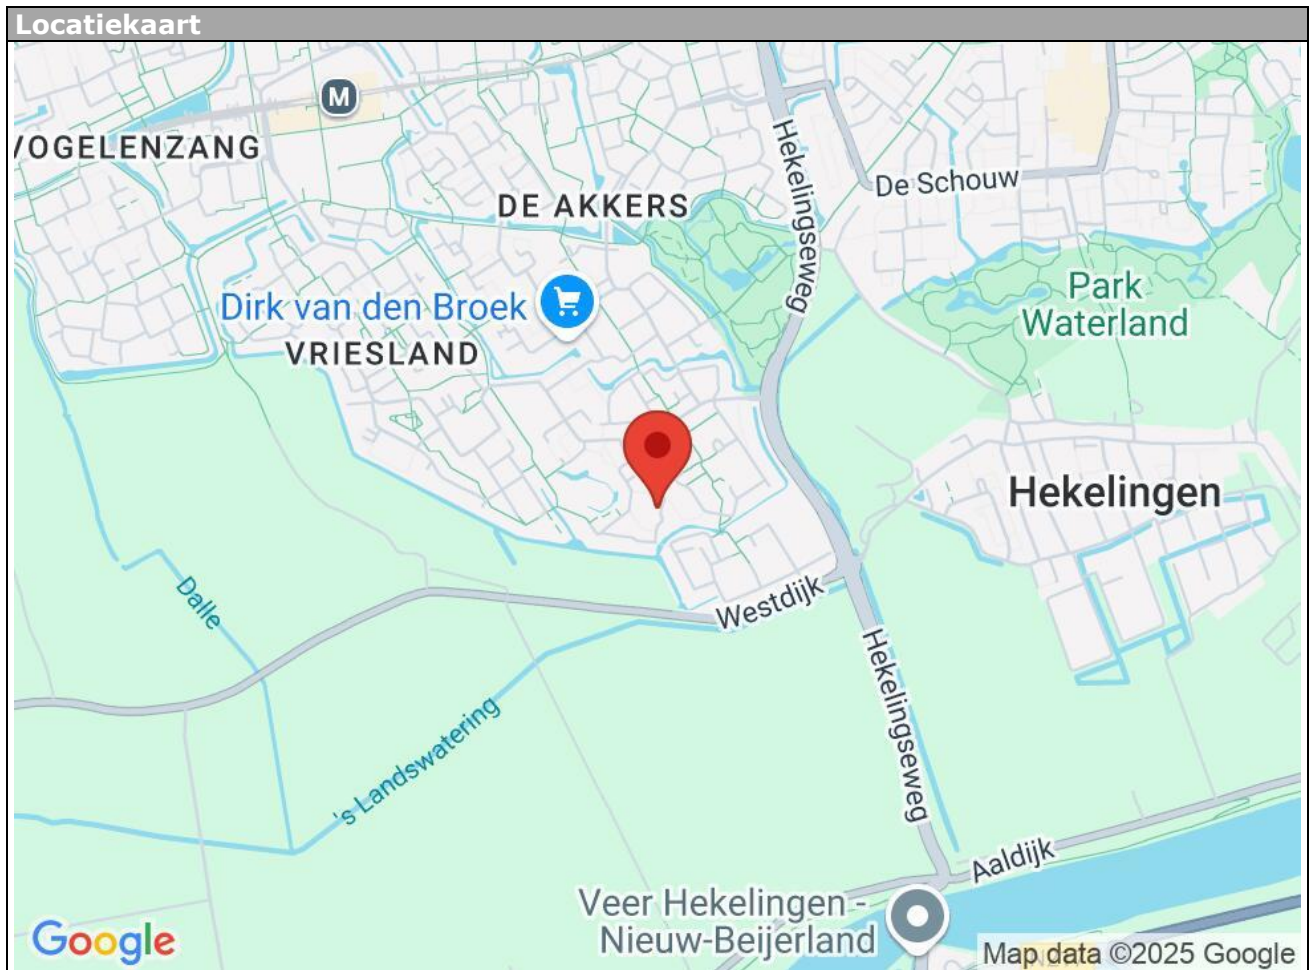 Locatiekaart
M
VOGELENZANG
DE AKKERS
Hekelingseweg
De Schouw
Dirk van den Broek
VRIESLAND
Park
Waterland
Hekelingen
Westdijk
Dalle
's Landswatering
Hekelingseweg
Aaldijk
Veer Hekelingen -
Nieuw-Beijerland
Google
Map data ©2025 Google